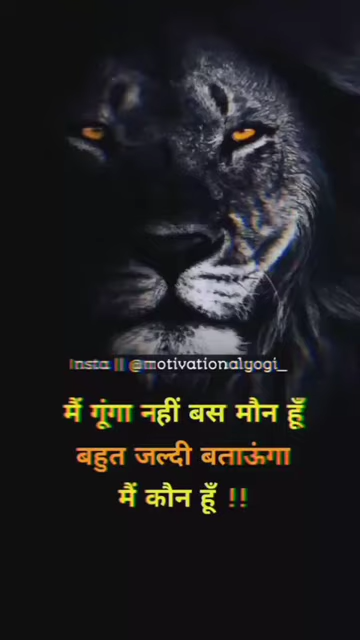 Insta || @motivationalyogi_
मैं गूंगा नहीं बस मौन हूँ
बहुत जल्दी बताऊंगा
मैं कौन हूँ !!